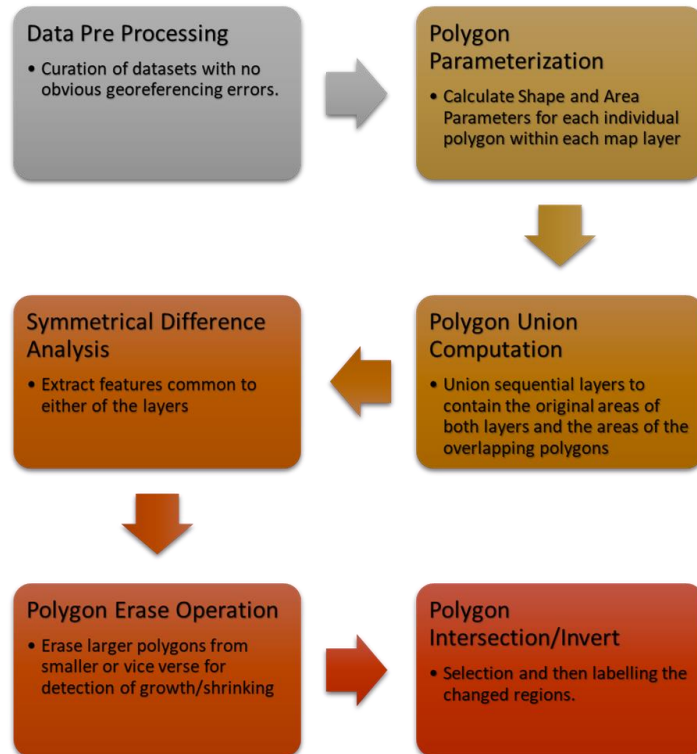 Data Pre Processing
• Curation of datasets with no
obvious georeferencing errors.
Polygon
Parameterization
• Calculate Shape and Area
Parameters for each individual
polygon within each map layer
Polygon Union
Computation
• Union sequential layers to
contain the original areas of
both layers and the areas of the
overlapping polygons
Symmetrical Difference
Analysis
• Extract features common to
either of the layers
Polygon Erase Operation
• Erase larger polygons from
smaller or vice verse for
detection of growth/shrinking
Polygon
Intersection/Invert
• Selection and then labelling the
changed regions.